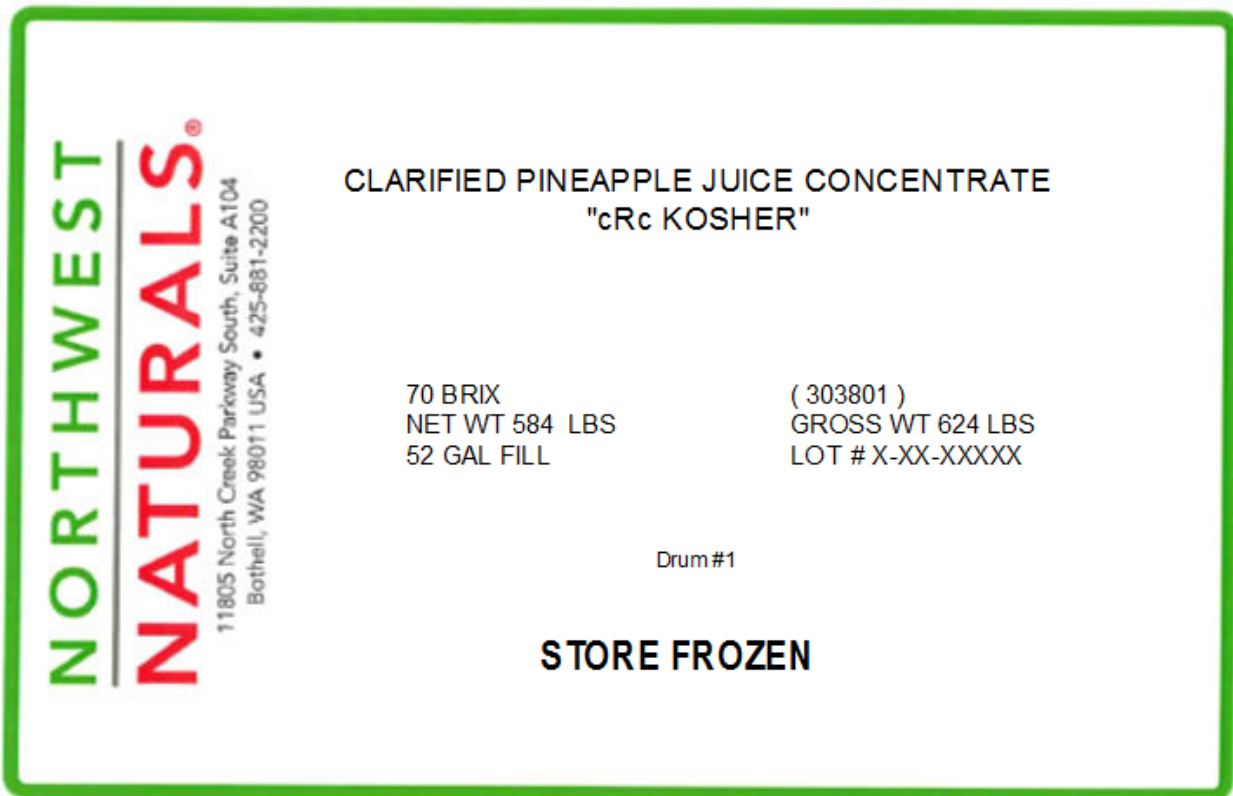 NORTHWEST
NATURALS®
11805 North Creek Parkway South, Suite A104
Bothell, WA 98011 USA • 425-881-2200
CLARIFIED PINEAPPLE JUICE CONCENTRATE
"cRc KOSHER"
70 BRIX
NET WT 584 LBS
52 GAL FILL
( 303801 )
GROSS WT 624 LBS
LOT # X-XX-XXXXX
Drum #1
STORE FROZEN